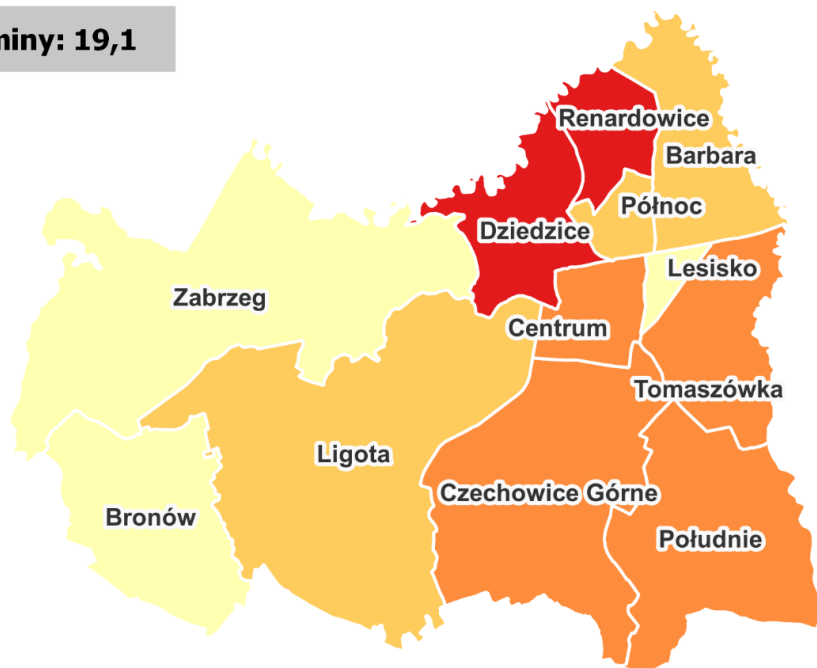 miny: 19,1
Renardowice
Barbara
Północ
Dziedzice
Lesisko
Zabrzeg
Centrum
Tomaszówka
Ligota
Czechowice Górne
Bronów
Południe